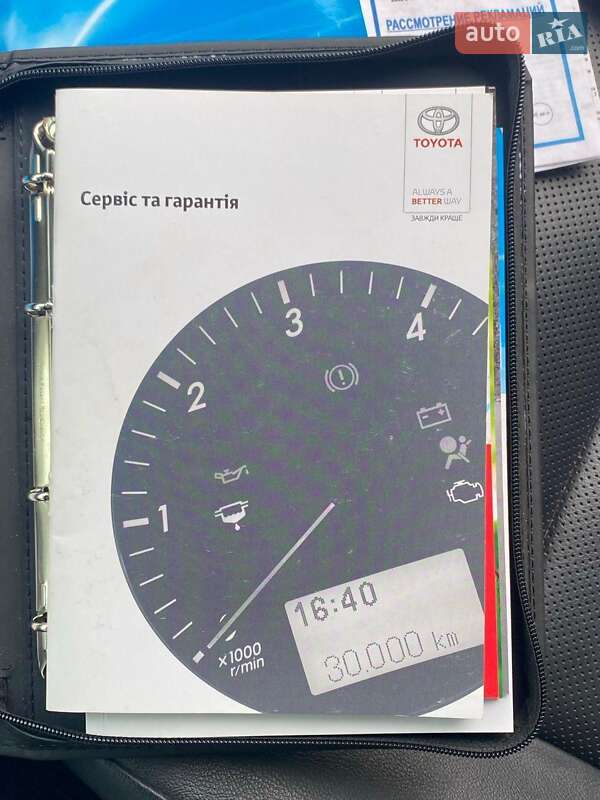 РАССМОТРЕНИЕ РЕКЛАМАЦИЙ
auto RIA.com
TOYOTA
ALWAYS A
BETTER WAY
ЗАВЖДИ КРАЩЕ
Сервіс та гарантія
3
4
2
1
16:40
30.000 km
x1000
r/min